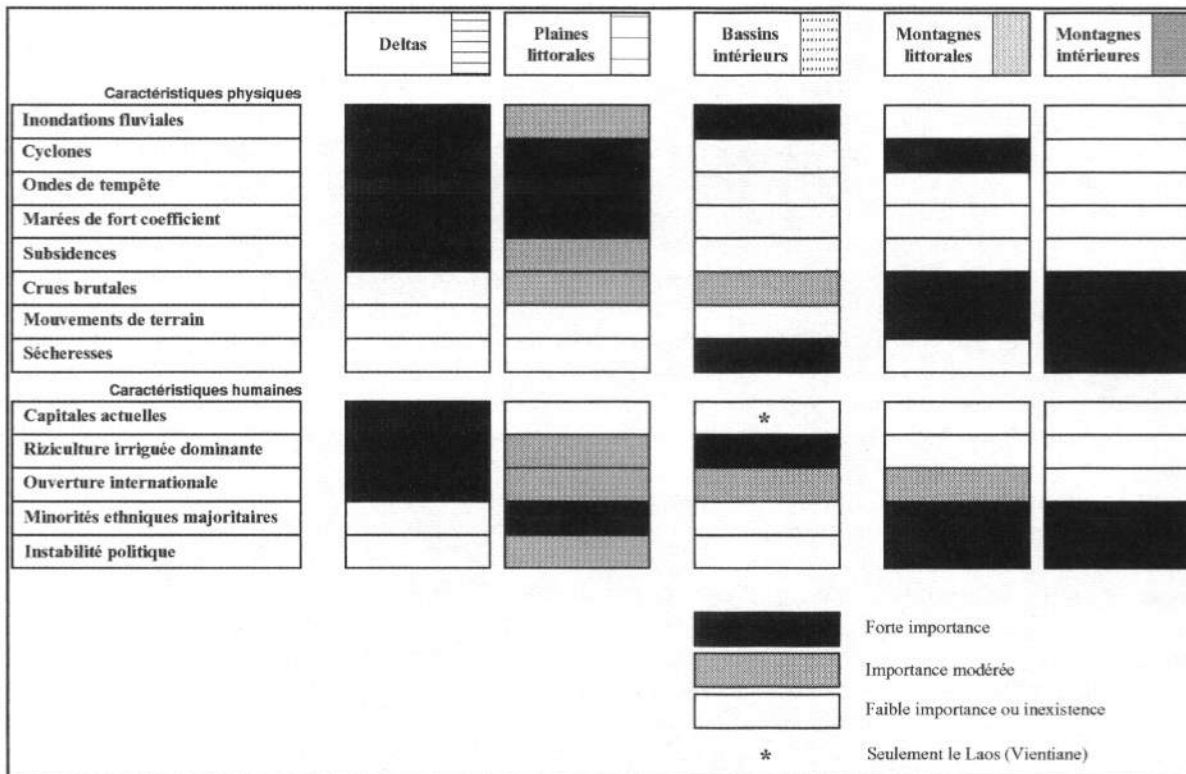 Deltas
Plaines
littorales
Bassins
intérieurs
Montagnes
littorales
Montagnes
intérieures
Caractéristiques physiques
Inondations fluviales
Cyclones
Ondes de tempête
Marées de fort coefficient
Subsidences
Crues brutales
Mouvements de terrain
Sécheresses
Caractéristiques humaines
Capitales actuelles
*
Riziculture irriguée dominante
Ouverture internationale
Minorités ethniques majoritaires
Instabilité politique
Forte importance
Importance modérée
Faible importance ou inexistence
* Seulement le Laos (Vientiane)